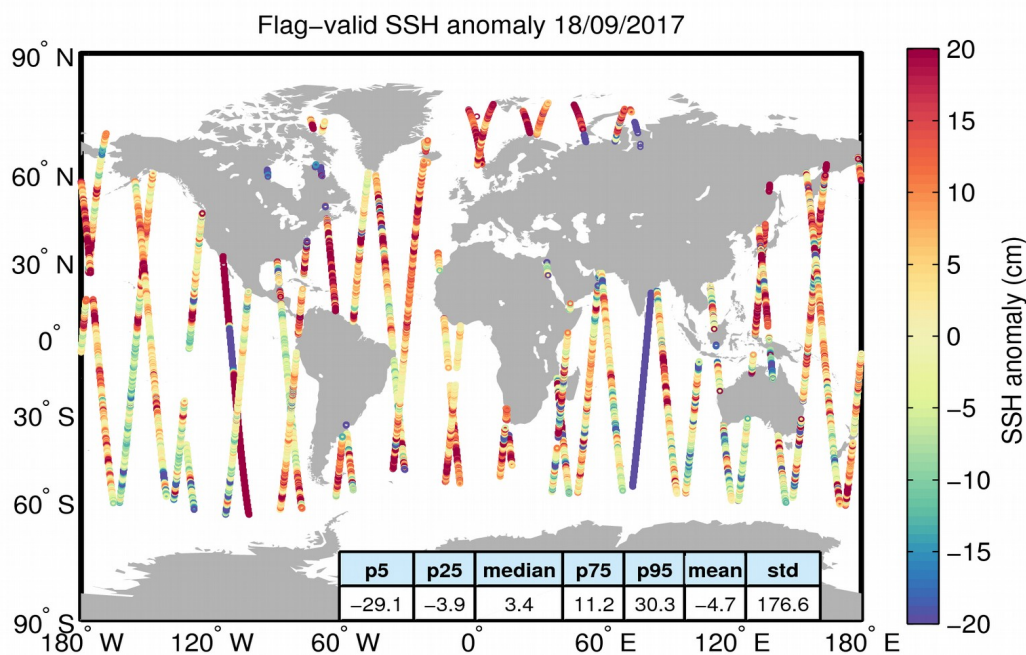 Flag−valid SSH anomaly 18/09/2017
90° N
60° N
30° N
0°
30° S
60° S
90° S
180° W
120° W
60° W
0°
60° E
120° E
180° E
p5 p25 median p75 p95 mean std
−29.1 −3.9 3.4 11.2 30.3 −4.7 176.6
20
15
10
5
0
−5
−10
−15
−20
SSH anomaly (cm)